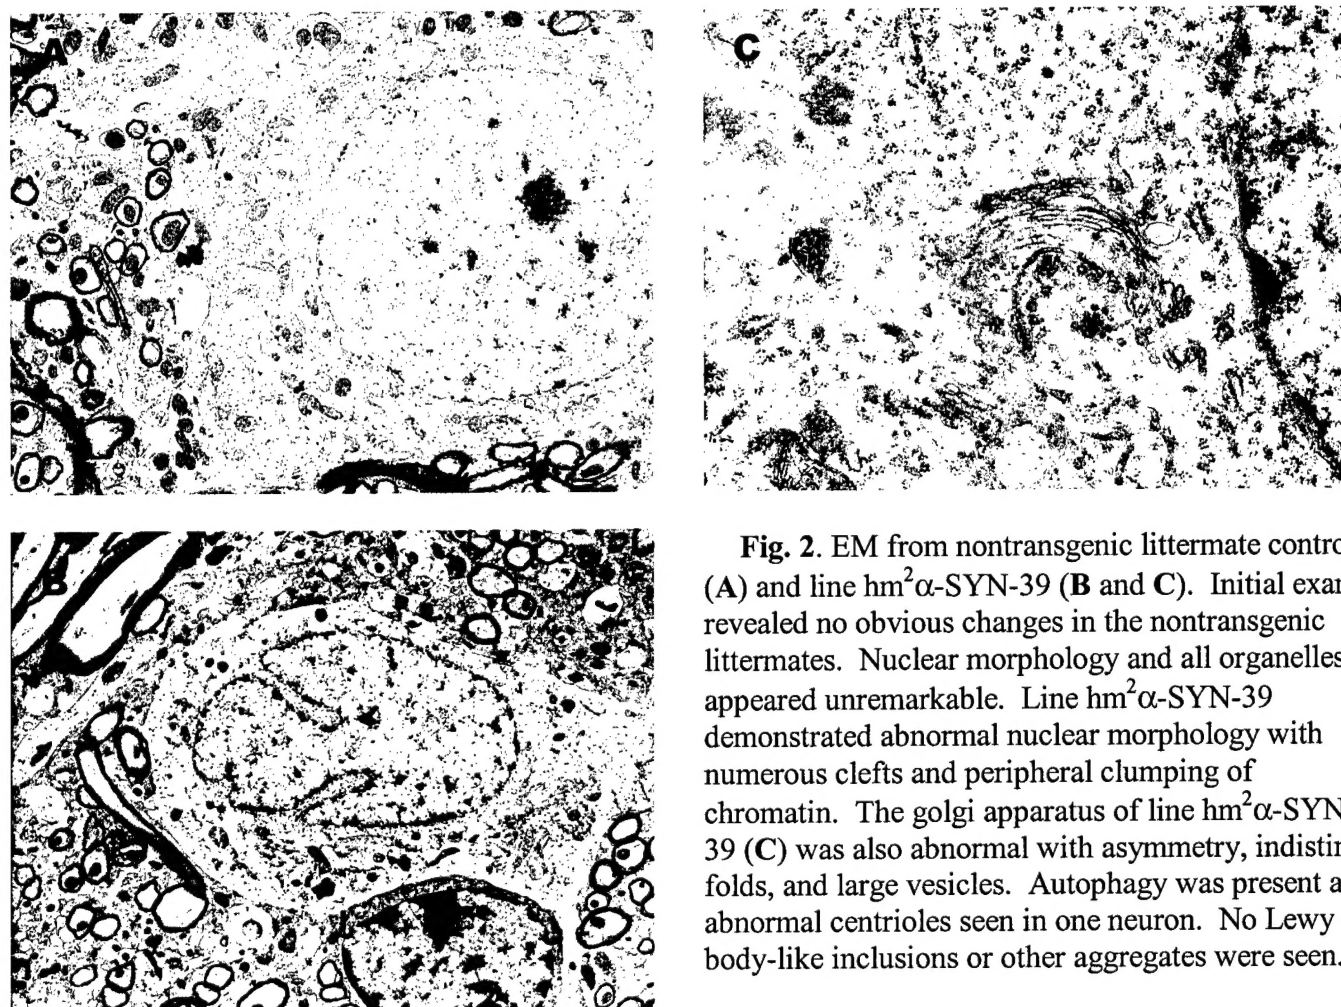 A
C
Fig. 2. EM from nontransgenic littermate contro
(A) and line hm²α-SYN-39 (B and C). Initial exar
revealed no obvious changes in the nontransgenic
littermates. Nuclear morphology and all organelles
appeared unremarkable. Line hm²α-SYN-39
demonstrated abnormal nuclear morphology with
numerous clefts and peripheral clumping of
chromatin. The golgi apparatus of line hm²α-SYN
39 (C) was also abnormal with asymmetry, indistin
folds, and large vesicles. Autophagy was present a
abnormal centrioles seen in one neuron. No Lewy
body-like inclusions or other aggregates were seen.